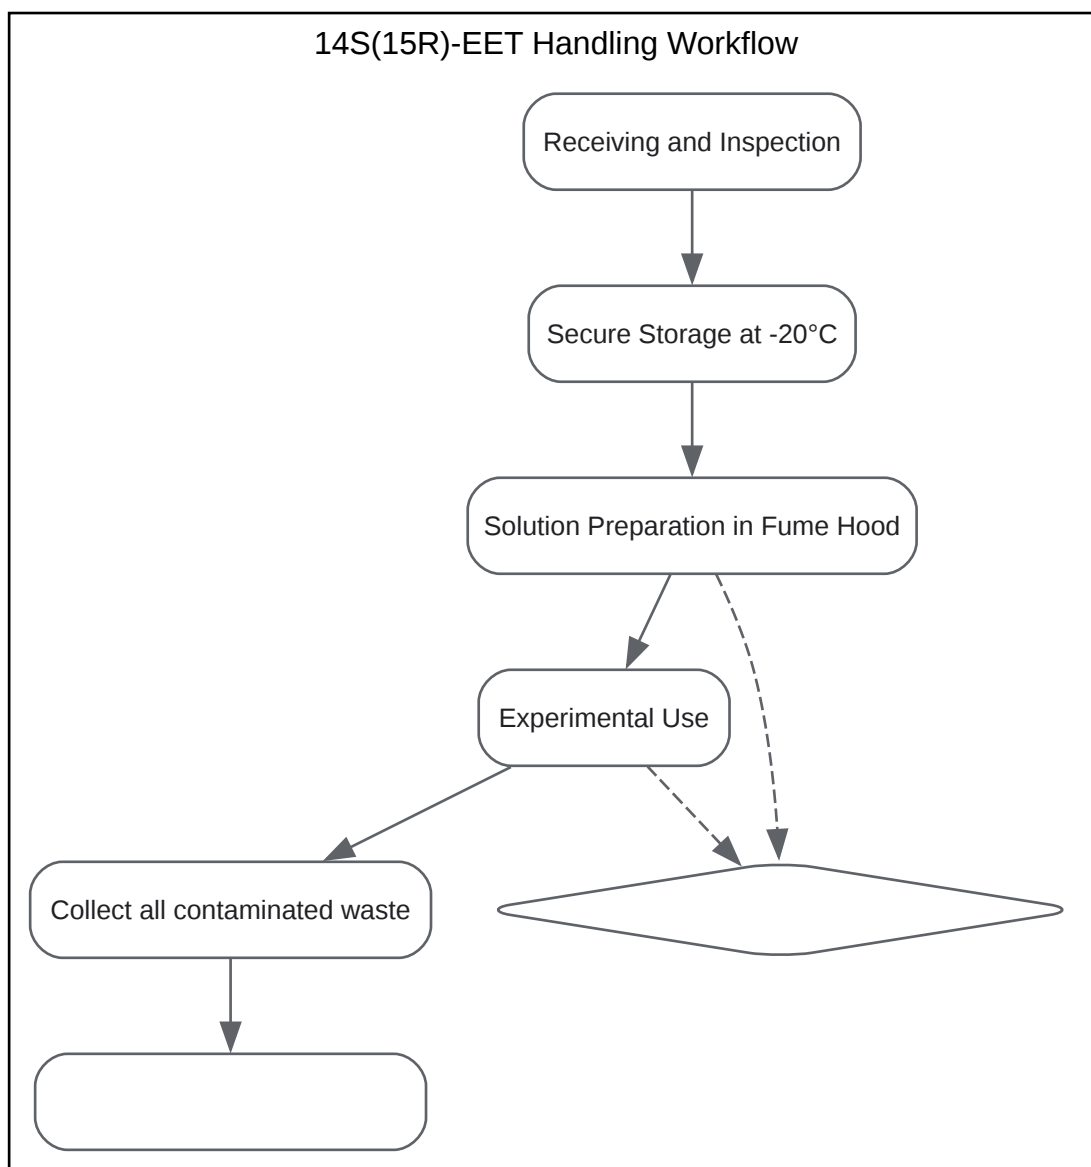 14S(15R)-EET Handling Workflow
Receiving and Inspection
Secure Storage at -20°C
Solution Preparation in Fume Hood
Experimental Use
Collect all contaminated waste